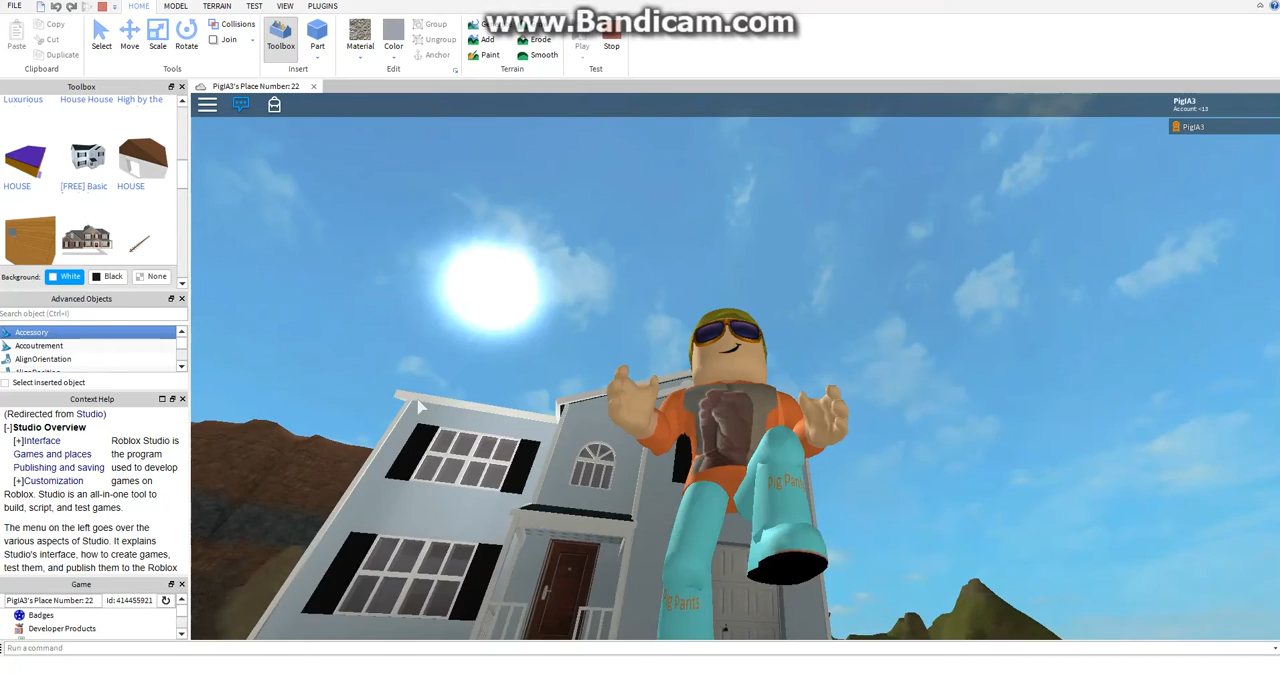 www.Bandicam.com
FILE HOME MODEL TERRAIN TEST VIEW PLUGINS
Copy
Cut
Paste Duplicate
Select Move Scale Rotate
Collisions
Join
Toolbox Part
Material Color
Group
Ungroup
Anchor
Add
Paint
Erode
Smooth
Play Stop
Clipboard Tools Insert Edit Terrain Test
Toolbox
PigIA3's Place Number: 22
PigIA3
Account: <13
PigIA3
Luxurious House House High by the
HOUSE [FREE] Basic HOUSE
Background: White Black None
Advanced Objects
Search object (Ctrl+I)
Accessory
Accoutrement
AlignOrientation
Select inserted object
Context Help
(Redirected from Studio)
[-]Studio Overview
[+]Interface
Games and places
Publishing and saving
[+]Customization
Roblox Studio is
the program
used to develop
games on
Roblox. Studio is an all-in-one tool to
build, script, and test games.
The menu on the left goes over the
various aspects of Studio. It explains
Studio's interface, how to create games,
test them, and publish them to the Roblox
Game
PigIA3's Place Number: 22 Id: 414455921
Badges
Developer Products
Pig Pants
Pig Pants
Run a command